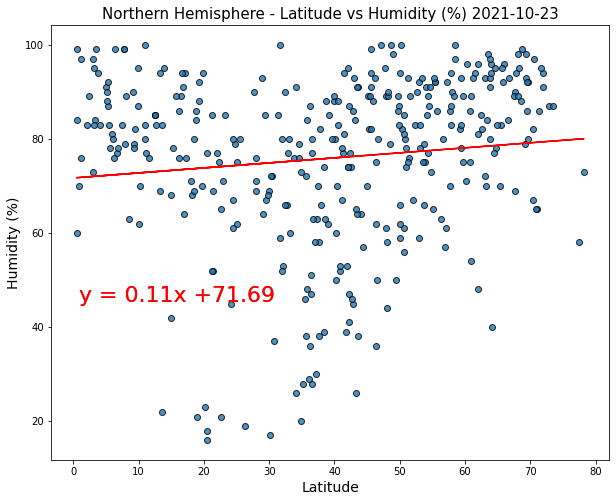 Northern Hemisphere - Latitude vs Humidity (%) 2021-10-23
100
80
60
40
20
Humidity (%)
y = 0.11x +71.69
0 10 20 30 40 50 60 70 80
Latitude